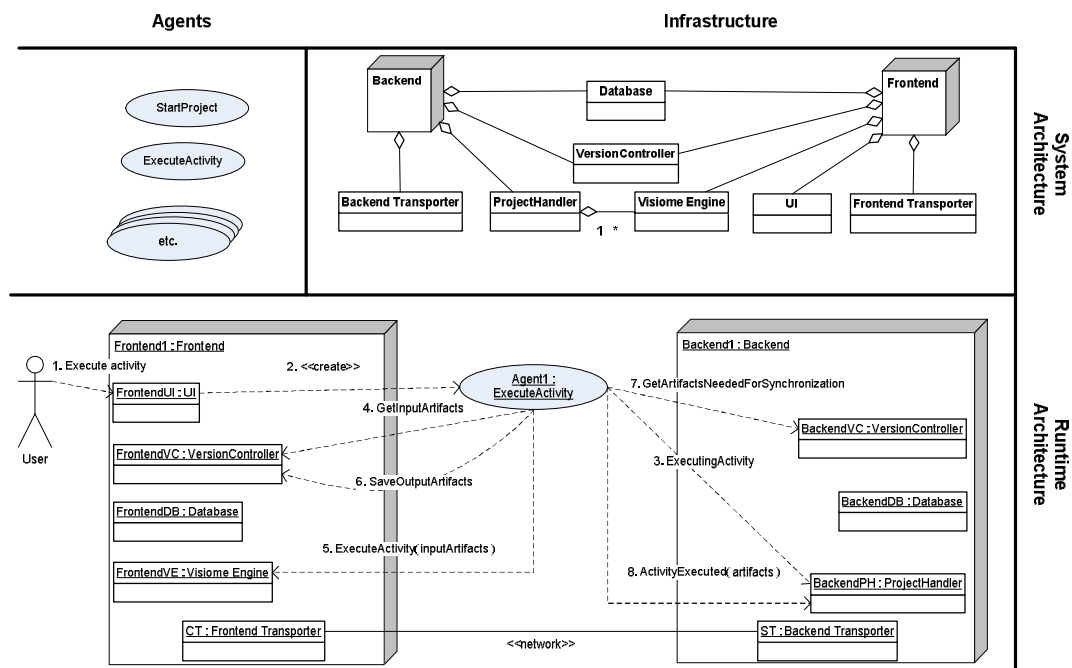 Agents
Infrastructure
StartProject
ExecuteActivity
etc.
Backend
Database
Frontend
VersionController
Backend Transporter
ProjectHandler
Visiome Engine
UI
Frontend Transporter
1 *
System
Architecture
Frontend1 : Frontend
1. Execute activity
2. <<create>>
FrontendUI : UI
User
Agent1 :
ExecuteActivity
4. GetInputArtifacts
FrontendVC : VersionController
6. SaveOutputArtifacts
FrontendDB : Database
5. ExecuteActivity(inputArtifacts)
FrontendVE : Visiome Engine
CT : Frontend Transporter
<<network>>
Backend1 : Backend
7. GetArtifactsNeededForSynchronization
BackendVC : VersionController
3. ExecutingActivity
BackendDB : Database
8. ActivityExecuted(artifacts)
BackendPH : ProjectHandler
ST : Backend Transporter
Runtime
Architecture